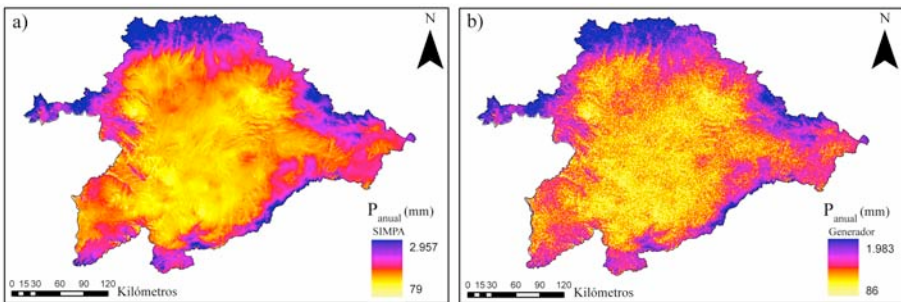 a)
N
P anual (mm)
SIMPA
2.957
79
0 15 30 60 90 120
Kilómetros
b)
N
P anual (mm)
Generador
1.983
86
0 15 30 60 90 120
Kilómetros